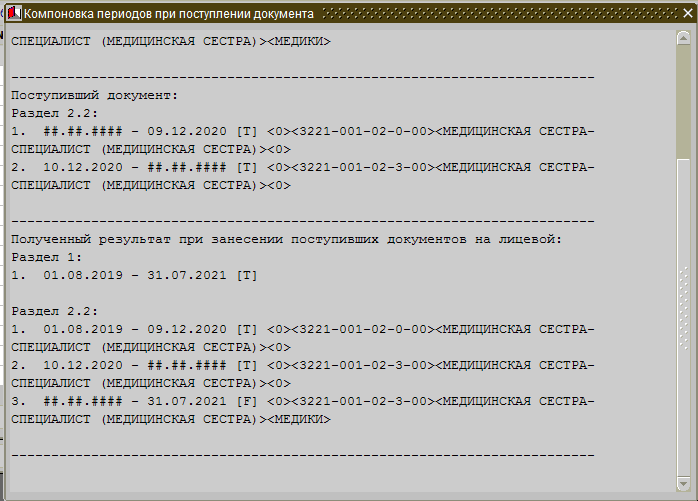 Компоновка периодов при поступлении документа
СПЕЦИАЛИСТ (МЕДИЦИНСКАЯ СЕСТРА)><МЕДИКИ>
------------------------------------------------------------------------
Поступивший документ:
Раздел 2.2:
1. ##.##.#### - 09.12.2020 [T] <0><3221-001-02-0-00><МЕДИЦИНСКАЯ СЕСТРА-
СПЕЦИАЛИСТ (МЕДИЦИНСКАЯ СЕСТРА)><0>
2. 10.12.2020 - ##.##.#### [T] <0><3221-001-02-3-00><МЕДИЦИНСКАЯ СЕСТРА-
СПЕЦИАЛИСТ (МЕДИЦИНСКАЯ СЕСТРА)><0>
------------------------------------------------------------------------
Полученный результат при занесении поступивших документов на лицевой:
Раздел 1:
1. 01.08.2019 - 31.07.2021 [T]
Раздел 2.2:
1. 01.08.2019 - 09.12.2020 [T] <0><3221-001-02-0-00><МЕДИЦИНСКАЯ СЕСТРА-
СПЕЦИАЛИСТ (МЕДИЦИНСКАЯ СЕСТРА)><0>
2. 10.12.2020 - ##.##.#### [T] <0><3221-001-02-3-00><МЕДИЦИНСКАЯ СЕСТРА-
СПЕЦИАЛИСТ (МЕДИЦИНСКАЯ СЕСТРА)><0>
3. ##.##.#### - 31.07.2021 [F] <0><3221-001-02-3-00><МЕДИЦИНСКАЯ СЕСТРА-
СПЕЦИАЛИСТ (МЕДИЦИНСКАЯ СЕСТРА)><МЕДИКИ>
------------------------------------------------------------------------